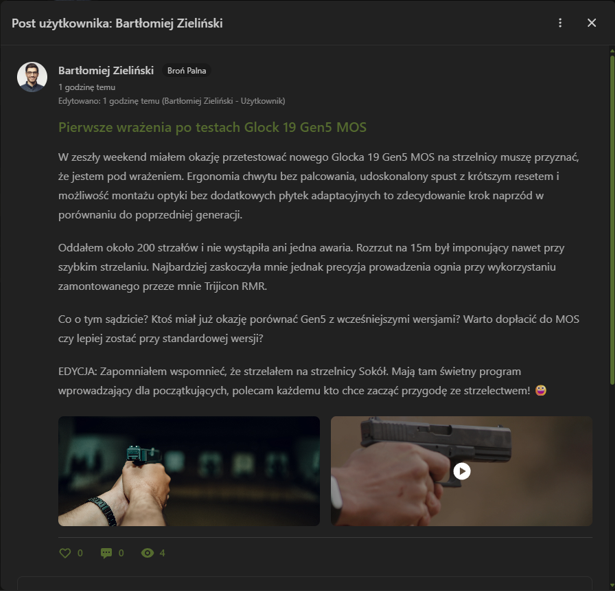 Post użytkownika: Bartłomiej Zieliński
Bartłomiej Zieliński Broń Palna
1 godzinę temu
Edytowano: 1 godzinę temu (Bartłomiej Zieliński - Użytkownik)
Pierwsze wrażenia po testach Glock 19 Gen5 MOS
W zeszły weekend miałem okazję przetestować nowego Glocka 19 Gen5 MOS na strzelnicy muszę przyznać,
że jestem pod wrażeniem. Ergonomia chwytu bez palcowania, udoskonalony spust z krótszym resetem i
możliwość montażu optyki bez dodatkowych płytek adaptacyjnych to zdecydowanie krok naprzód w
porównaniu do poprzedniej generacji.
Oddałem około 200 strzałów i nie wystąpiła ani jedna awaria. Rozrzut na 15m był imponujący nawet przy
szybkim strzelaniu. Najbardziej zaskoczyła mnie jednak precyzja prowadzenia ognia przy wykorzystaniu
zamontowanego przeze mnie Trijicon RMR.
Co o tym sądzicie? Ktoś miał już okazję porównać Gen5 z wcześniejszymi wersjami? Warto dopłacić do MOS
czy lepiej zostać przy standardowej wersji?
EDYCJA: Zapomniałem wspomnieć, że strzelałem na strzelnicy Sokół. Mają tam świetny program
wprowadzający dla początkujących, polecam każdemu kto chce zacząć przygodę ze strzelectwem! 😀
0 0 4